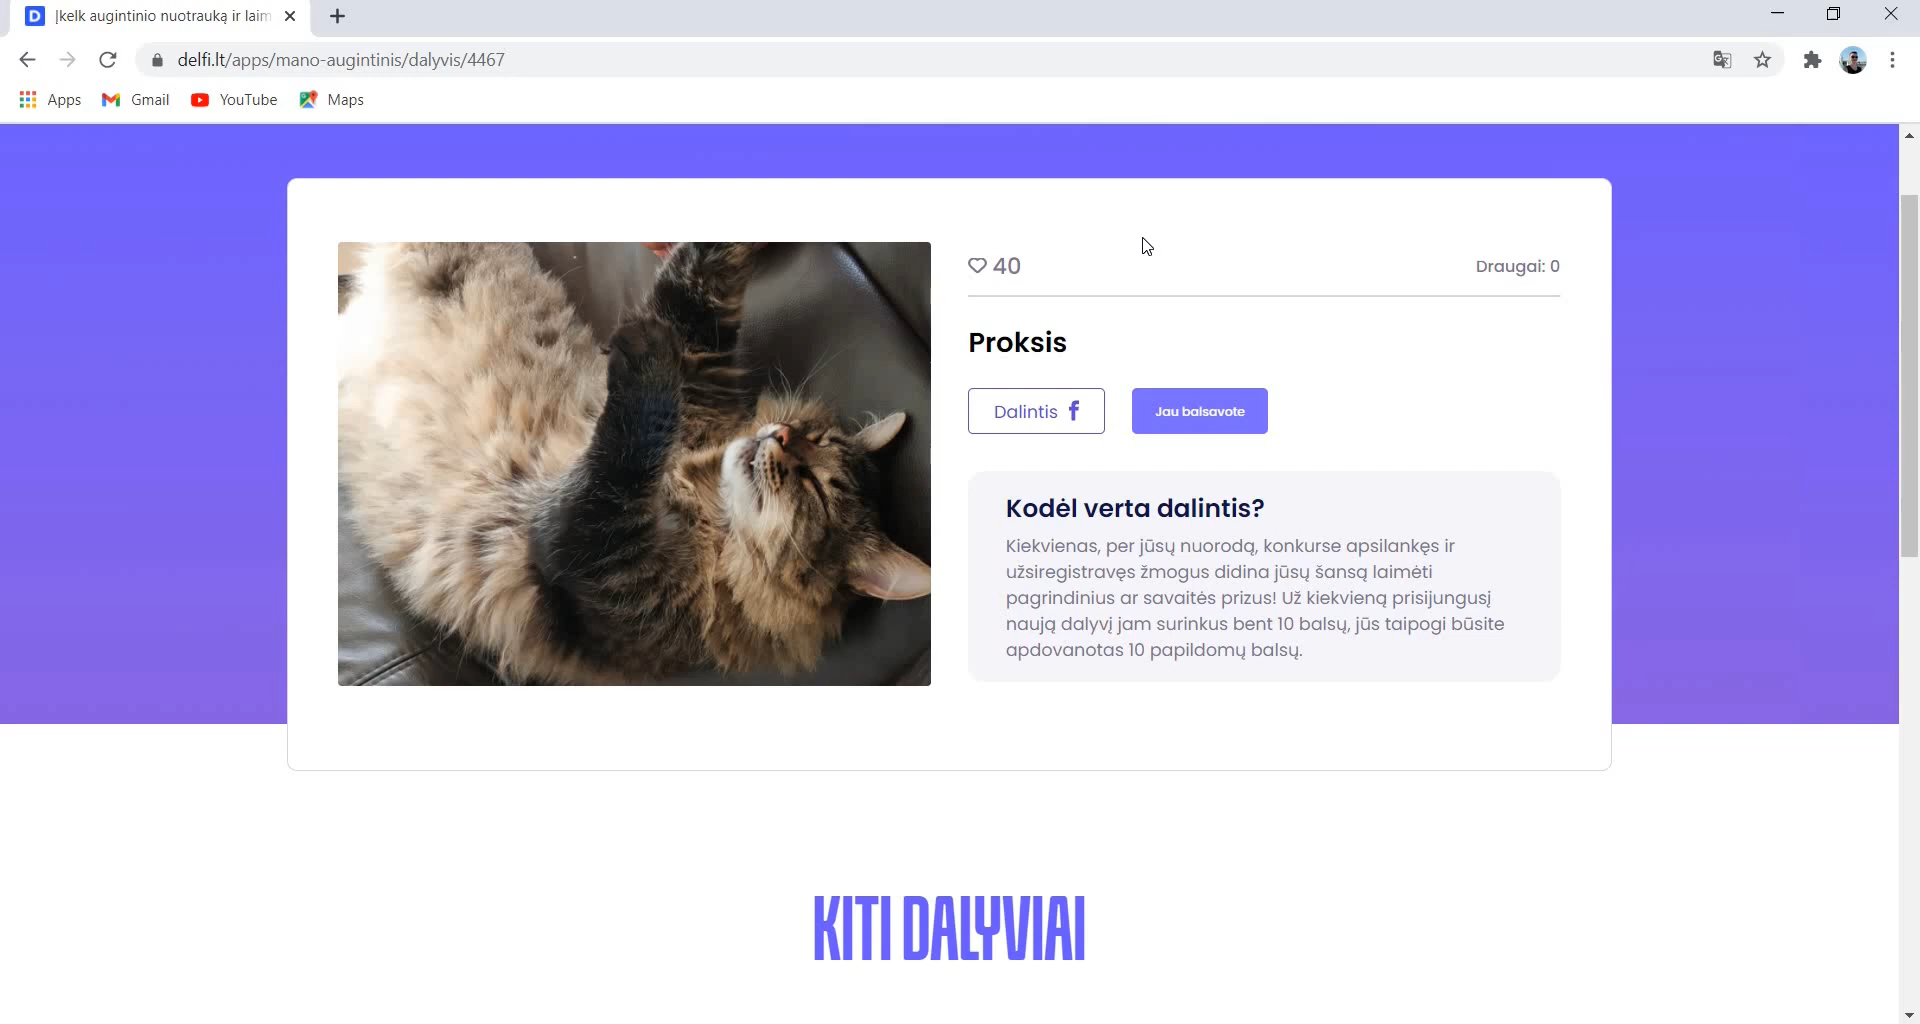 D Įkelk augintinio nuotrauką ir laim
delfi.lt/apps/mano-augintinis/dalyvis/4467
Apps Gmail YouTube Maps
40 Draugai: 0
Proksis
Dalintis f Jau balsavote
Kodėl verta dalintis?
Kiekvienas, per jūsų nuorodą, konkurse apsilankęs ir
užsiregistravęs žmogus didina jūsų šansą laimėti
pagrindinius ar savaitės prizus! Už kiekvieną prisijungusį
naują dalyvį jam surinkus bent 10 balsų, jūs taipogi būsite
apdovanotas 10 papildomų balsų.
KITI DALYVIAI